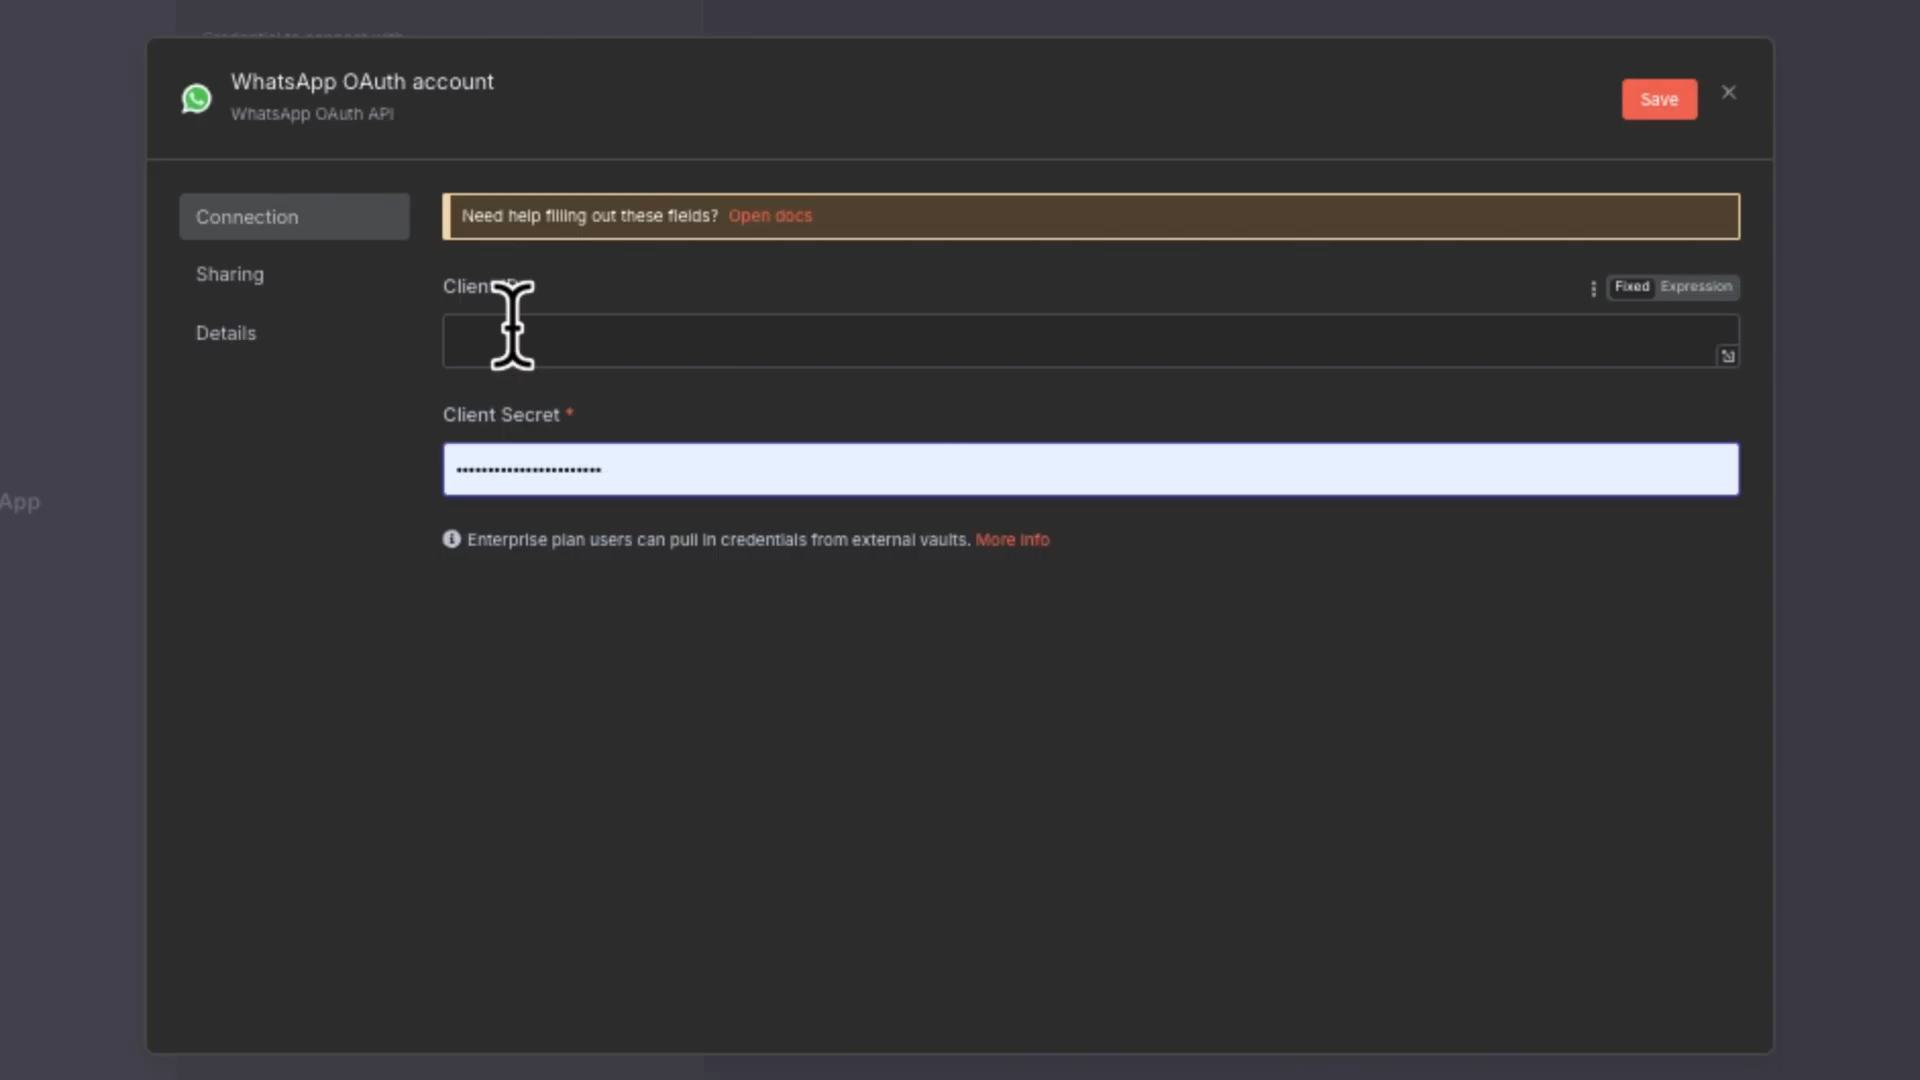 WhatsApp OAuth account
WhatsApp OAuth API
Save
Connection
Sharing
Details
Need help filling out these fields? Open docs
Client
Fixed Expression
Client Secret *
•••••••••••••••••••••••
Enterprise plan users can pull in credentials from external vaults. More info
App